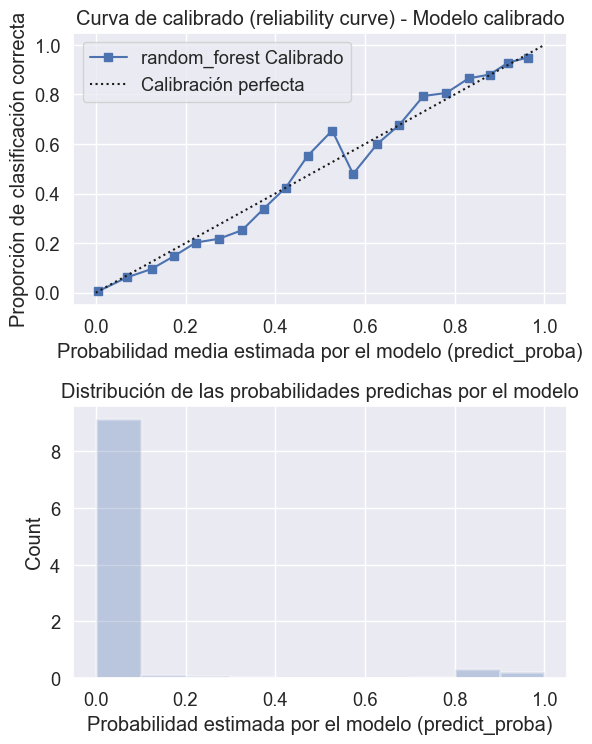 Curva de calibrado (reliability curve) - Modelo calibrado
Proporción de clasificación correcta
1.0
0.8
0.6
0.4
0.2
0.0
random_forest Calibrado
Calibración perfecta
0.0 0.2 0.4 0.6 0.8 1.0
Probabilidad media estimada por el modelo (predict_proba)
Distribución de las probabilidades predichas por el modelo
Count
8
6
4
2
0
0.0 0.2 0.4 0.6 0.8 1.0
Probabilidad estimada por el modelo (predict_proba)